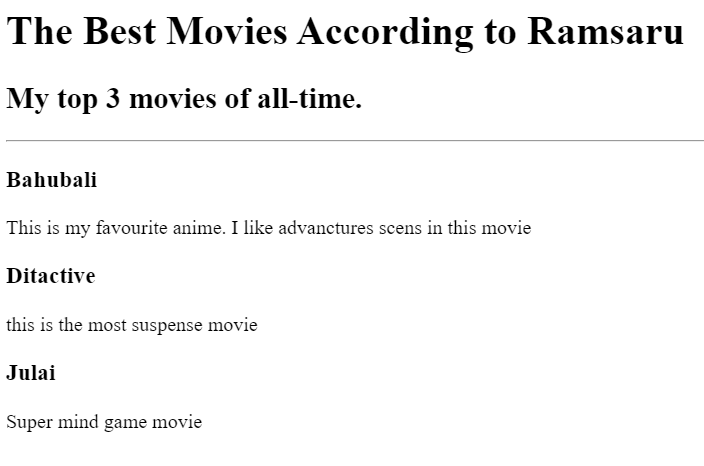 The Best Movies According to Ramsaru
My top 3 movies of all-time.
Bahubali
This is my favourite anime. I like advanctures scens in this movie
Ditactive
this is the most suspense movie
Julai
Super mind game movie